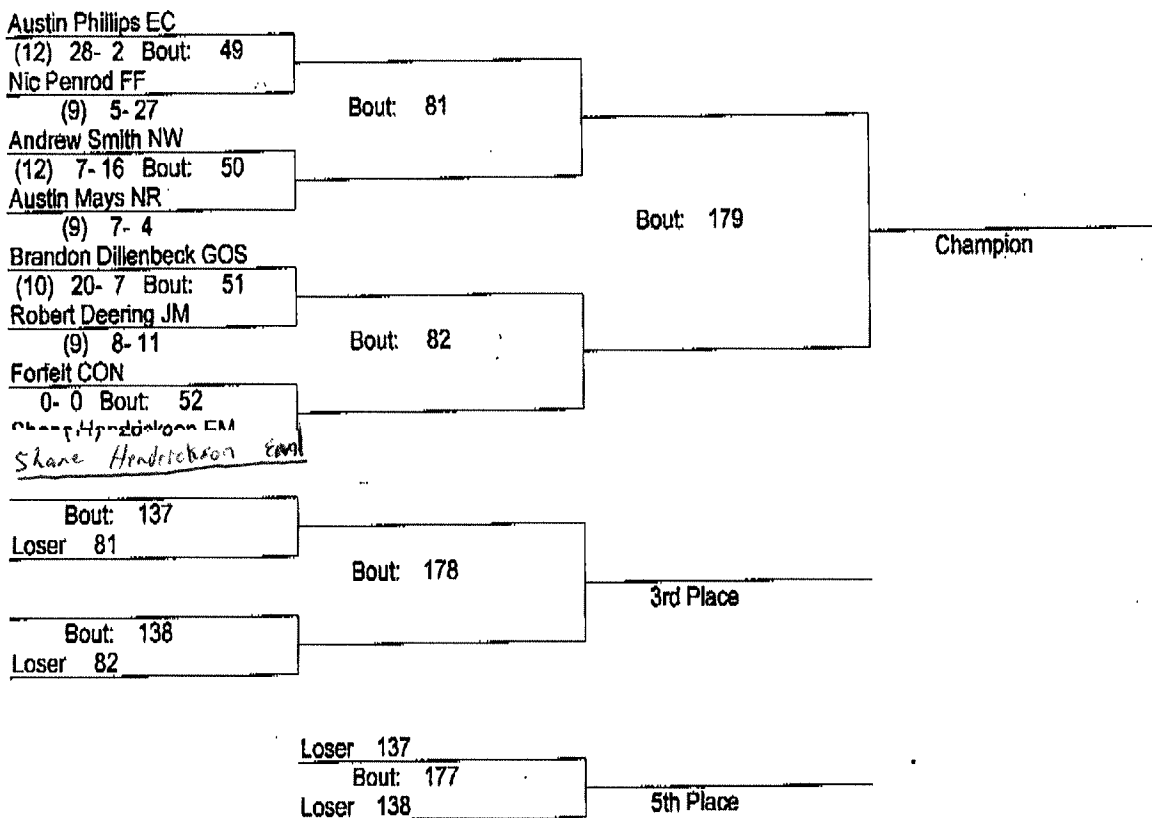 Austin Phillips EC
(12) 28- 2 Bout: 49
Nic Penrod FF
(9) 5- 27
Bout: 81
Andrew Smith NW
(12) 7- 16 Bout: 50
Austin Mays NR
(9) 7- 4
Bout: 179
Champion
Brandon Dillenbeck GOS
(10) 20- 7 Bout: 51
Robert Deering JM
(9) 8- 11
Bout: 82
Forfeit CON
0- 0 Bout: 52
Shane Hendrickson
Bout: 137
Loser 81
Bout: 178
3rd Place
Bout: 138
Loser 82
Loser 137
Bout: 177
Loser 138
5th Place